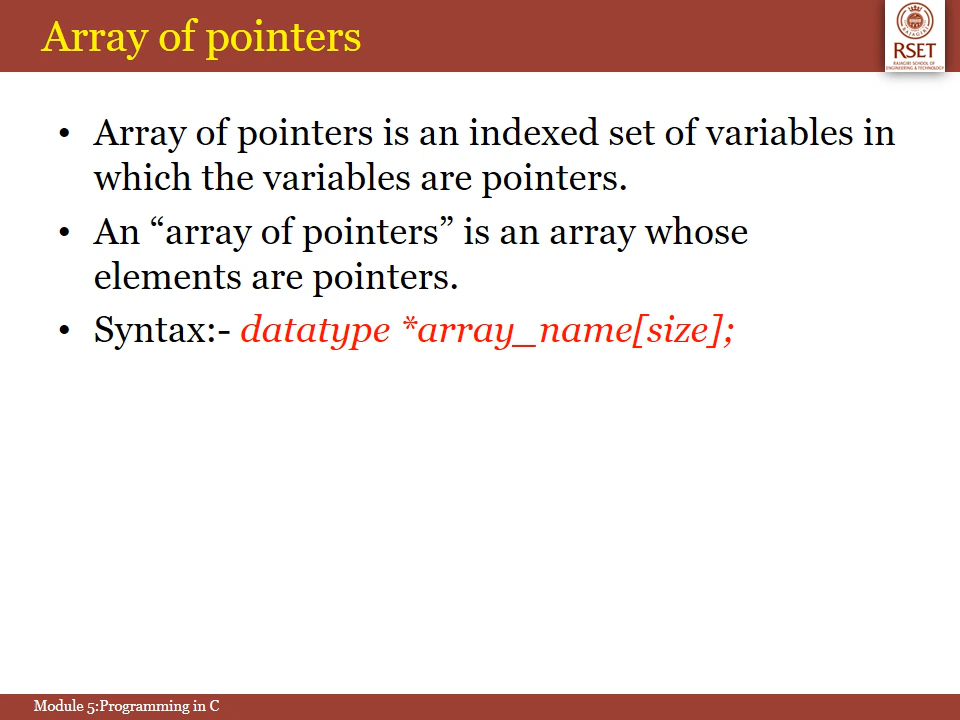 Array of pointers
RAJAGIRI
RSET
RAJAGIRI SCHOOL OF
ENGINEERING & TECHNOLOGY
• Array of pointers is an indexed set of variables in
which the variables are pointers.
• An “array of pointers” is an array whose
elements are pointers.
• Syntax:- datatype *array_name[size];
Module 5:Programming in C